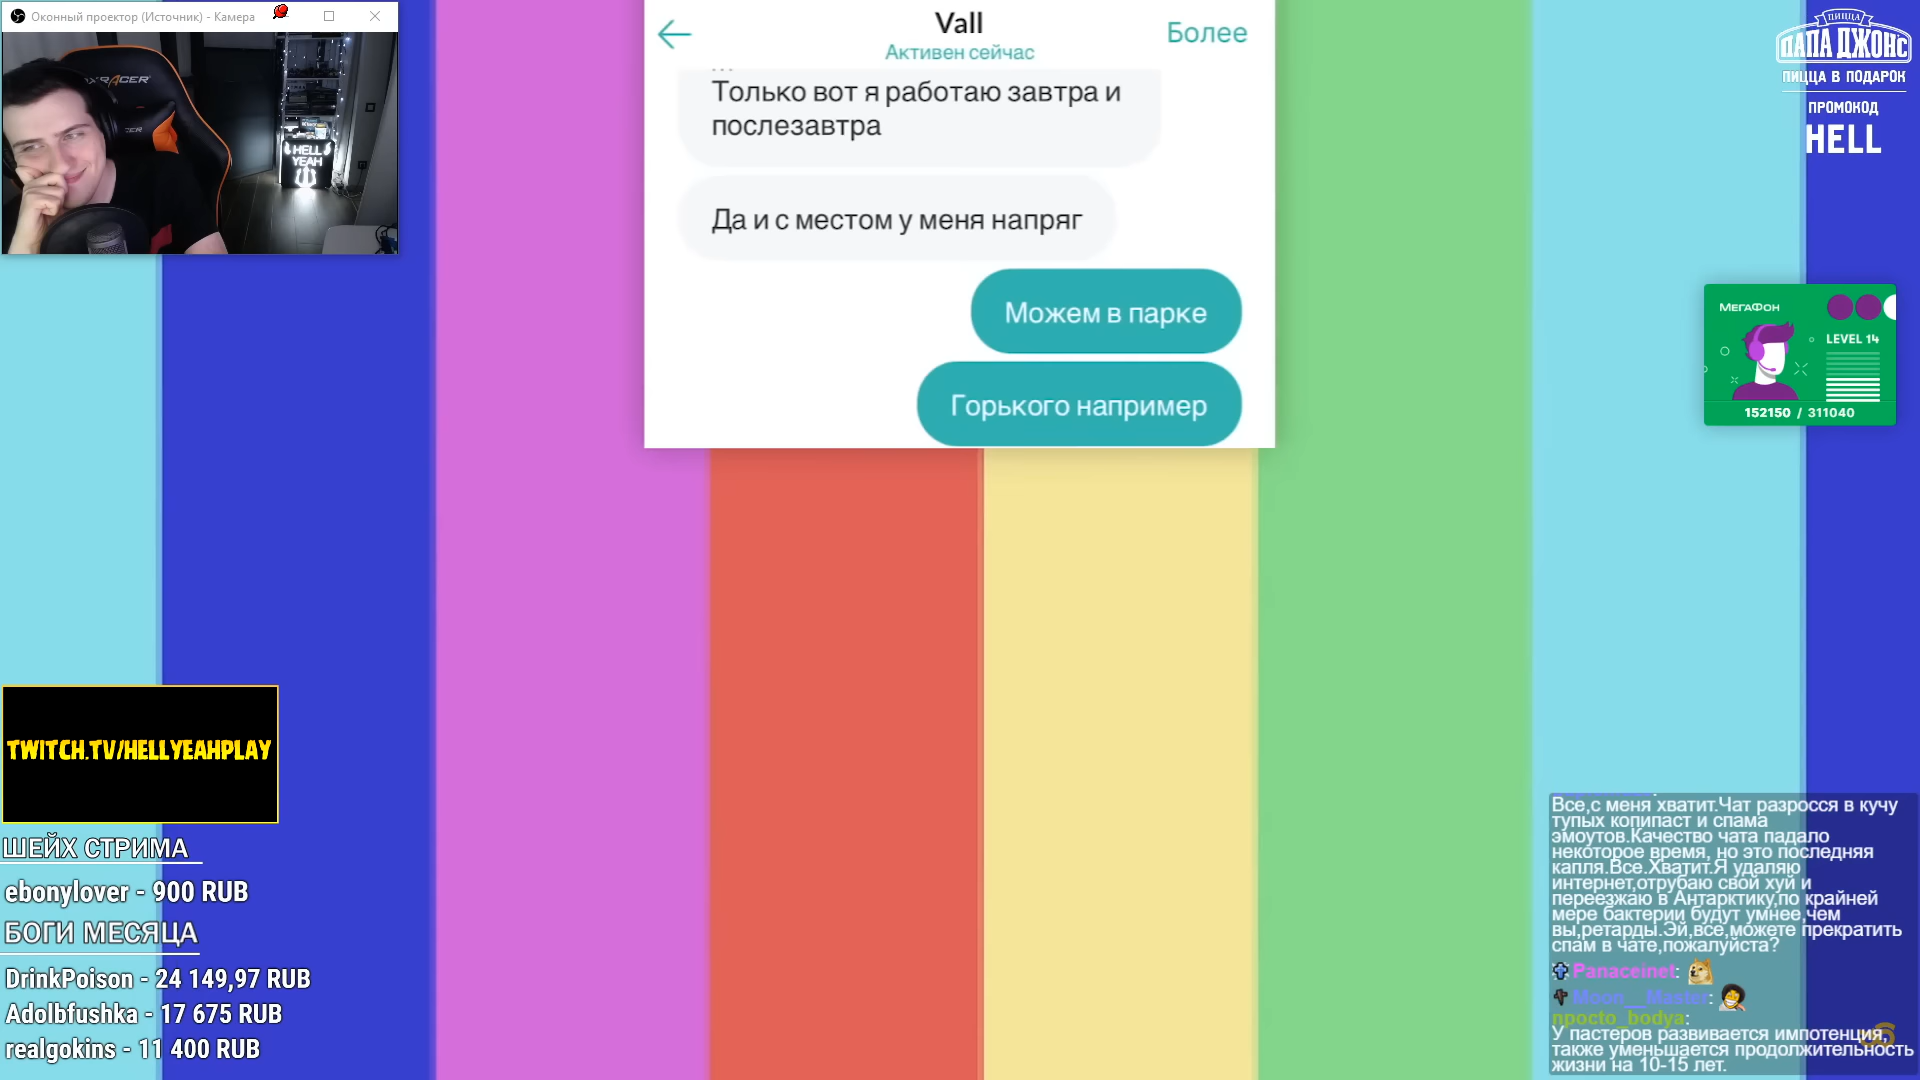 Оконный проектор (Источник) - Камера
HELL
YEAH
Vall
Активен сейчас
Более
Только вот я работаю завтра и
послезавтра
Да и с местом у меня напряг
Можем в парке
Горького например
ПИЦЦА
ПАПА ДЖОНС
ПИЦЦА В ПОДАРОК
ПРОМОКОД
HELL
МЕГАФОН
LEVEL 14
152150 / 311040
TWITCH.TV/HELLYEAHPLAY
ШЕЙХ СТРИМА
ebonylover - 900 RUB
БОГИ МЕСЯЦА
DrinkPoison - 24 149,97 RUB
Adolbfushka - 17 675 RUB
realgokins - 11 400 RUB
Все,с меня хватит.Чат разросся в кучу
тупых копипаст и спама
эмоутов.Качество чата падало
некоторое время, но это последняя
капля.Все.Хватит.Я удаляю
интернет,отрубаю свой хуй и
переезжаю в Антарктику,по крайней
мере бактерии будут умнее,чем
вы,ретарды.Эй,все,можете прекратить
спам в чате,пожалуйста?
Panaceinet:
Moon__Master:
npocto_bodya:
У пастеров развивается импотенция,
также уменьшается продолжительность
жизни на 10-15 лет.